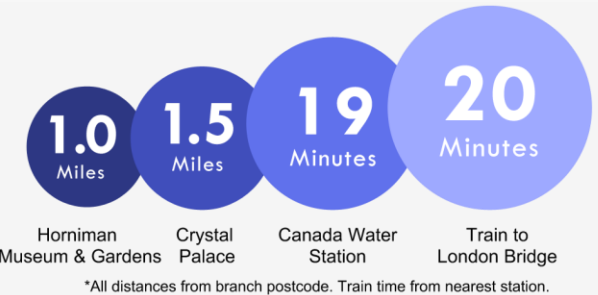 1.0
Miles
1.5
Miles
19
Minutes
20
Minutes
Horniman
Museum & Gardens
Crystal
Palace
Canada Water
Station
Train to
London Bridge
*All distances from branch postcode. Train time from nearest station.